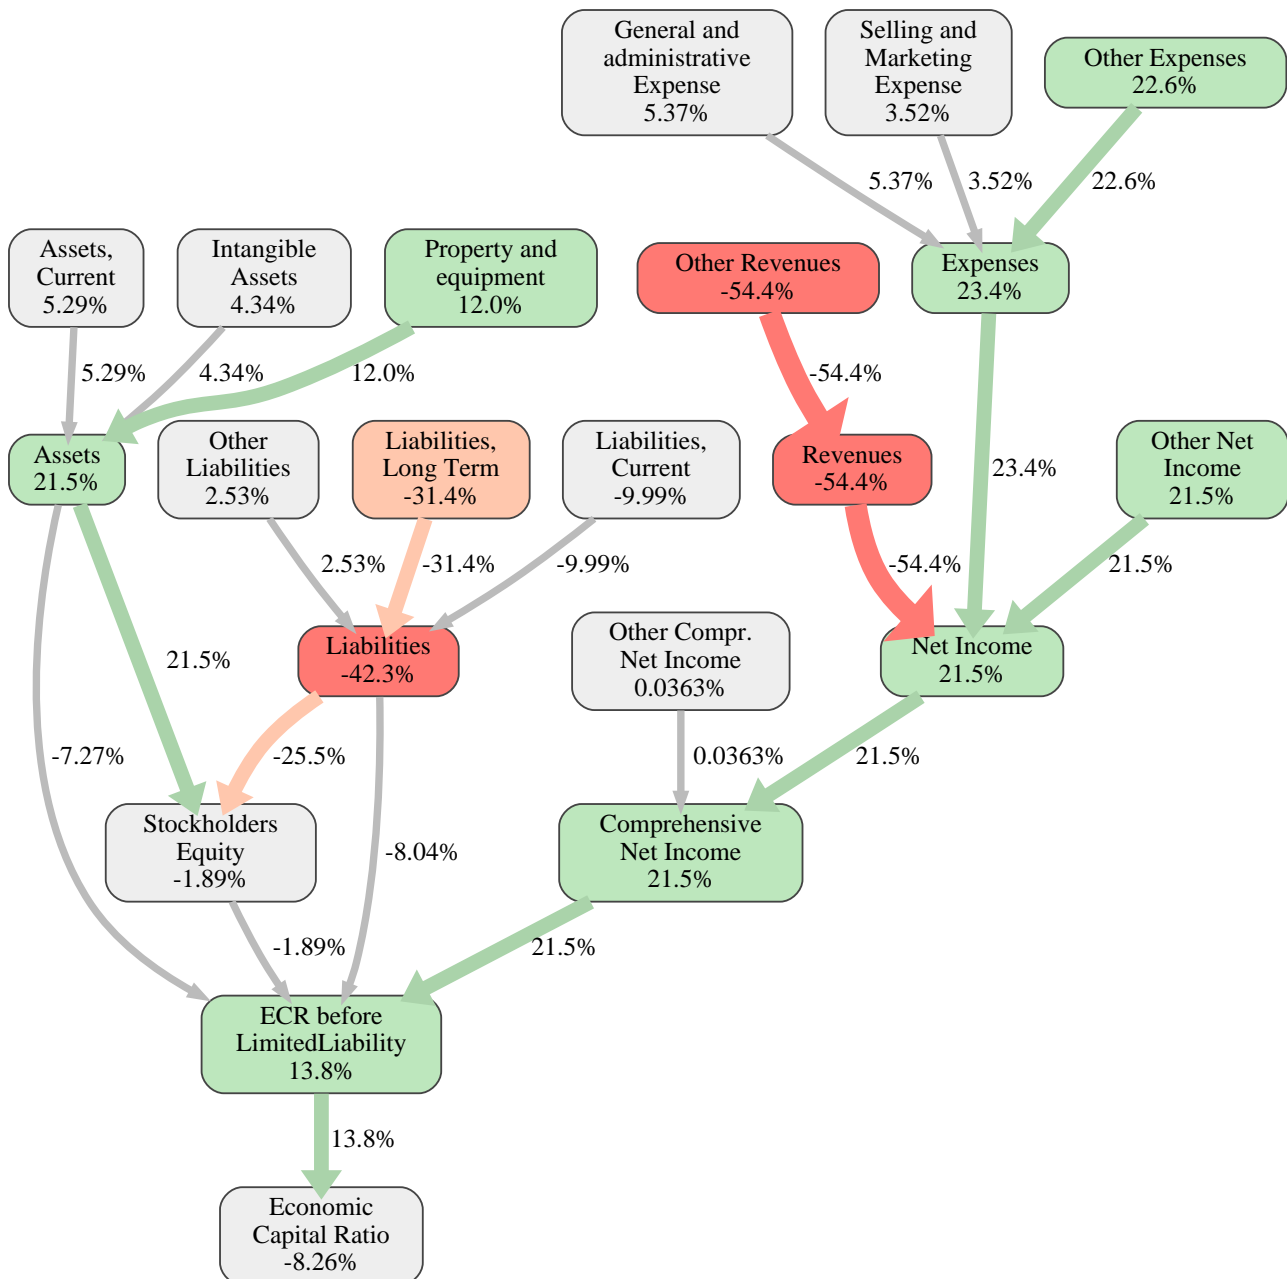 General and
administrative
Expense
5.37%
Selling and
Marketing
Expense
3.52%
Other Expenses
22.6%
5.37%
3.52%
22.6%
Assets,
Current
5.29%
Intangible
Assets
4.34%
Property and
equipment
12.0%
Other Revenues
-54.4%
Expenses
23.4%
5.29%
4.34%
12.0%
-54.4%
Assets
21.5%
Other
Liabilities
2.53%
Liabilities,
Long Term
-31.4%
Liabilities,
Current
-9.99%
Revenues
-54.4%
23.4%
Other Net
Income
21.5%
2.53%
-31.4%
-9.99%
-54.4%
21.5%
21.5%
Liabilities
-42.3%
Other Compr.
Net Income
0.0363%
Net Income
21.5%
-7.27%
-25.5%
0.0363%
21.5%
Stockholders
Equity
-1.89%
-8.04%
Comprehensive
Net Income
21.5%
-1.89%
21.5%
ECR before
LimitedLiability
13.8%
13.8%
Economic
Capital Ratio
-8.26%